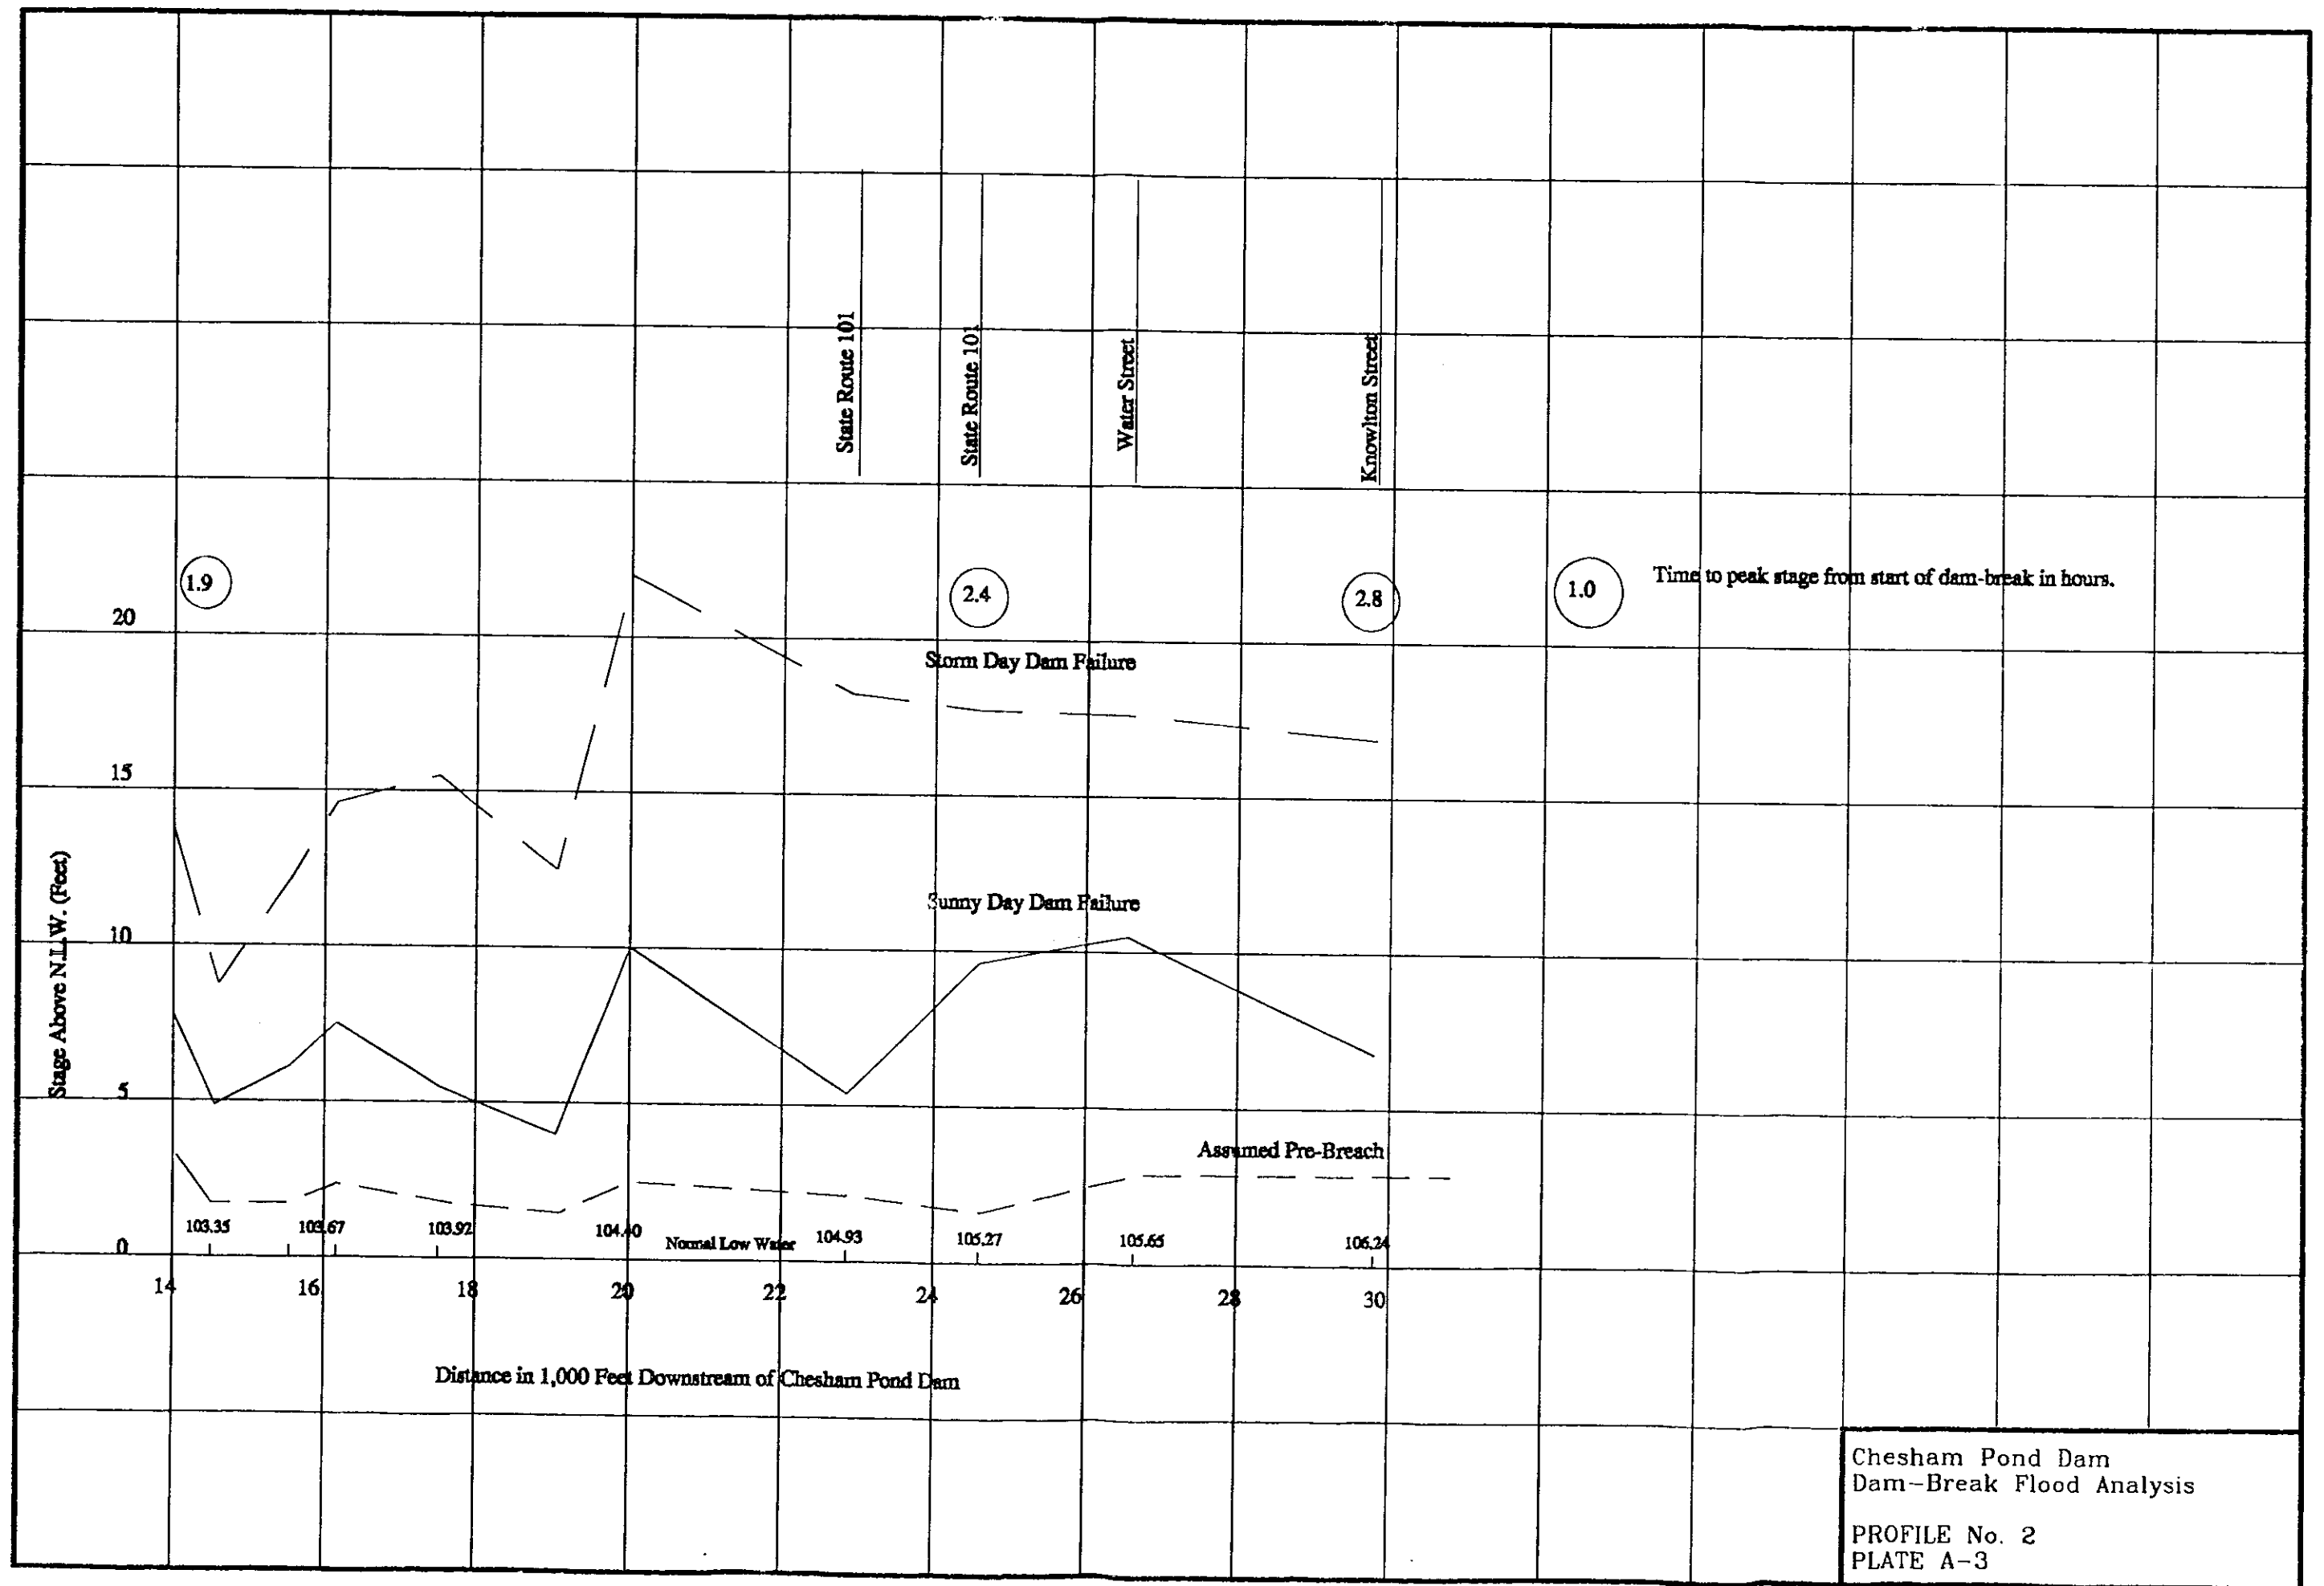 State Route 101
State Route 101
Water Street
Knowlton Street
1.9
2.4
2.8
1.0
Time to peak stage from start of dam-break in hours.
20
Storm Day Dam Failure
15
Stage Above N.L.W. (Feet)
Sunny Day Dam Failure
10
5
Assumed Pre-Breach
103.35
103.67
103.92
104.40
Normal Low Water
104.93
105.27
105.65
106.24
0
14
16
18
20
22
24
26
28
30
Distance in 1,000 Feet Downstream of Chesham Pond Dam
Chesham Pond Dam
Dam-Break Flood Analysis
PROFILE No. 2
PLATE A-3